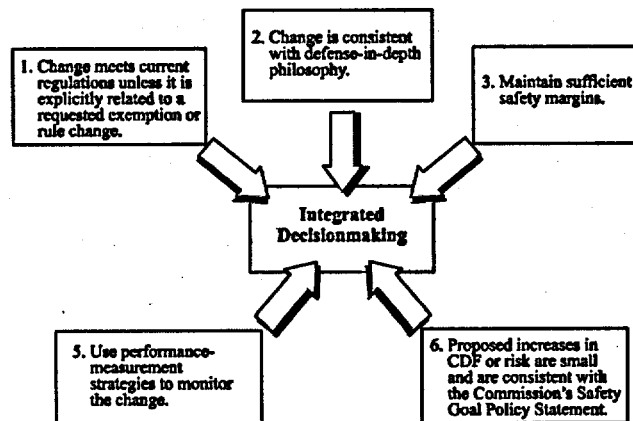 1. Change meets current
regulations unless it is
explicitly related to a
requested exemption or
rule change.
2. Change is consistent
with defense-in-depth
philosophy.
3. Maintain sufficient
safety margins.
Integrated
Decisionmaking
5. Use performance-
measurement
strategies to monitor
the change.
6. Proposed increases in
CDF or risk are small
and are consistent with
the Commission's Safety
Goal Policy Statement.